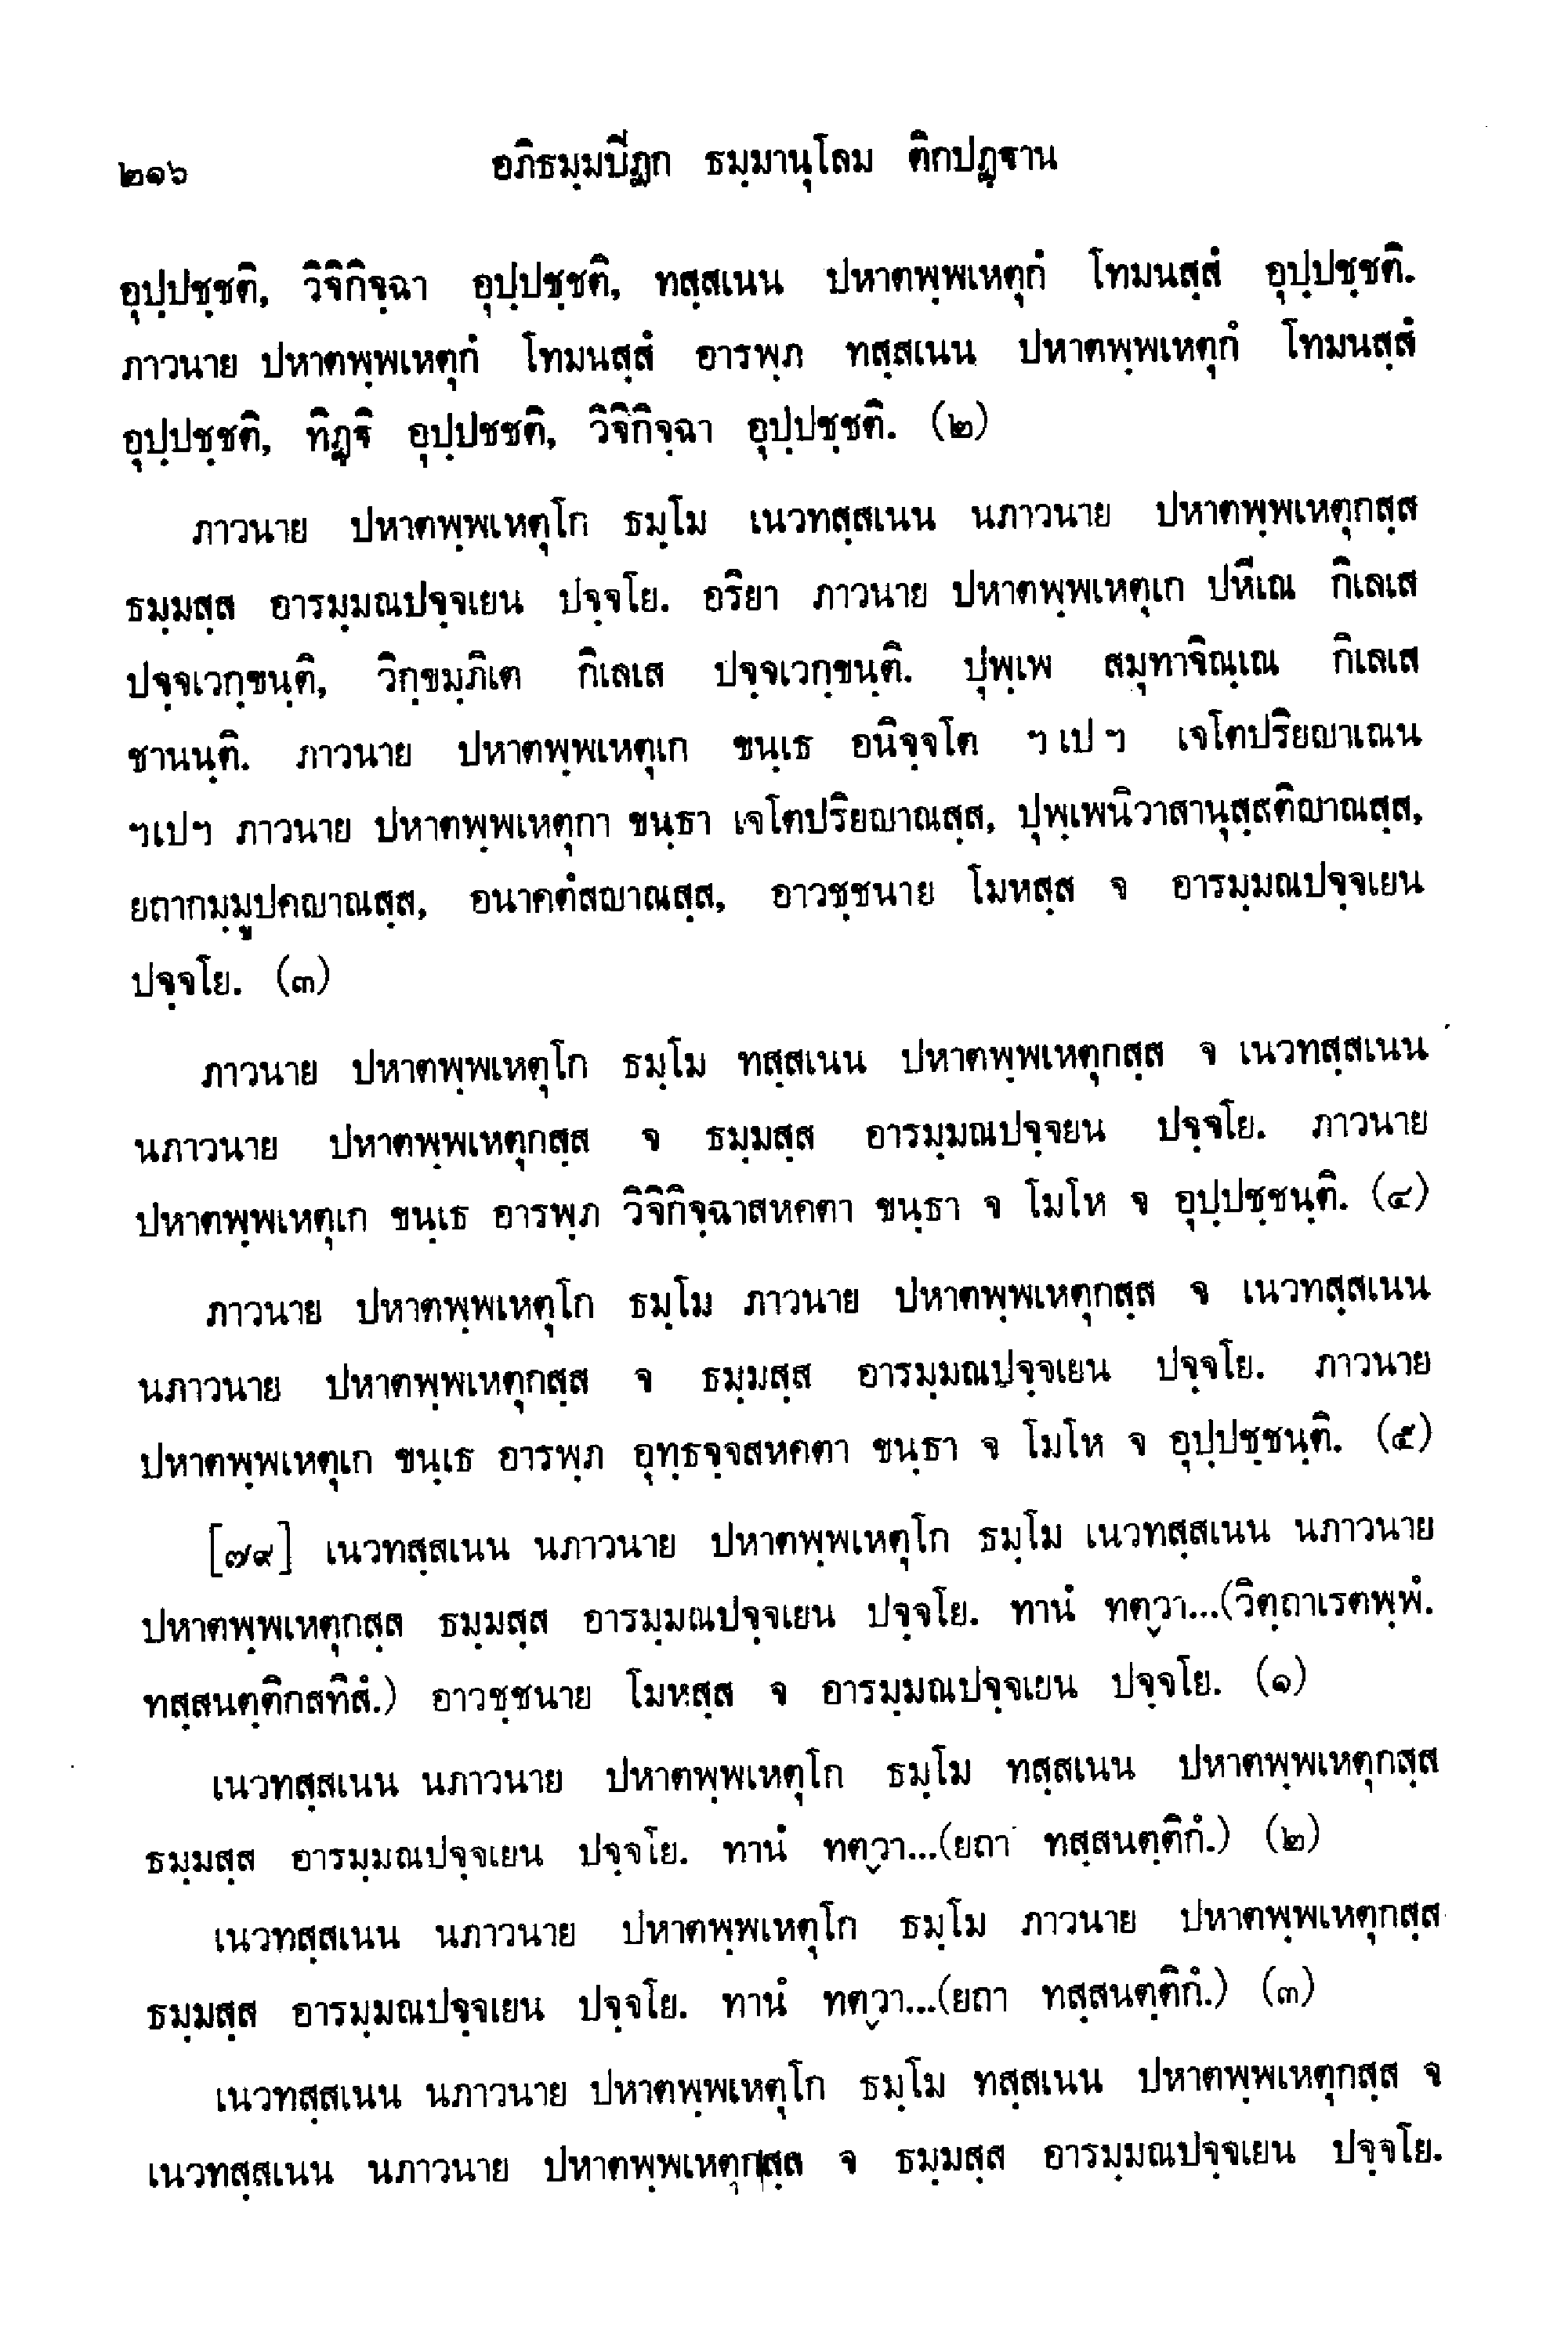 ๒๑๖ อภิธมฺมปีฏก ธมฺมานุโลม ติกปฏฺฐาน
อุปฺปชฺชติ, วิจิกิจฺฉา อุปฺปชฺชติ, ทสฺสเนน ปหาตพฺพเหตุกํ โทมนสฺสํ อุปฺปชฺชติ.
ภาวนาย ปหาตพฺพเหตุกํ โทมนสฺสํ อารพฺภ ทสฺสเนน ปหาตพฺพเหตุกํ โทมนสฺสํ
อุปฺปชฺชติ, ทิฏฺฐิ อุปฺปชชติ, วิจิกิจฺฉา อุปฺปชฺชติ. (๒)
ภาวนาย ปหาตพฺพเหตุโก ธมฺโม เนวทสฺสเนน นภาวนาย ปหาตพฺพเหตุกสฺส
ธมฺมสฺส อารมฺมณปจฺจเยน ปจฺจโย. อริยา ภาวนาย ปหาตพฺพเหตุเก ปหีเณ กิเลเส
ปจฺจเวกฺขนฺติ, วิกฺขมฺภิเต กิเลเส ปจฺจเวกฺขนฺติ. ปุพฺเพ สมุทาจิณฺเณ กิเลเส
ชานนฺติ. ภาวนาย ปหาตพฺพเหตุเก ขนฺเธ อนิจฺจโต ฯ เป ฯ เจโตปริยญาเณน
ฯเปฯ ภาวนาย ปหาตพฺพเหตุกา ขนฺธา เจโตปริยญาณสฺส, ปุพฺเพนิวาสานุสฺสติญาณสฺส,
ยถากมฺมูปคญาณสฺส, อนาคตํสญาณสฺส, อาวชฺชนาย โมหสฺส จ อารมฺมณปจฺจเยน
ปจฺจโย. (๓)
ภาวนาย ปหาตพฺพเหตุโก ธมฺโม ทสฺสเนน ปหาตพฺพเหตุกสฺส จ เนวทสฺสเนน
นภาวนาย ปหาตพฺพเหตุกสฺส จ ธมฺมสฺส อารมฺมณปจฺจยน ปจฺจโย. ภาวนาย
ปหาตพฺพเหตุเก ขนฺเธ อารพฺภ วิจิกิจฺฉาสหคตา ขนฺธา จ โมโห จ อุปฺปชฺชนฺติ. (๔)
ภาวนาย ปหาตพฺพเหตุโก ธมฺโม ภาวนาย ปหาตพฺพเหตุกสฺส จ เนวทสฺสเนน
นภาวนาย ปหาตพฺพเหตุกสฺส จ ธมฺมสฺส อารมฺมณปจฺจเยน ปจฺจโย. ภาวนาย
ปหาตพฺพเหตุเก ขนฺเธ อารพฺภ อุทฺธจฺจสหคตา ขนฺธา จ โมโห จ อุปฺปชฺชนฺติ. (๕)
[๗๙] เนวทสฺสเนน นภาวนาย ปหาตพฺพเหตุโก ธมฺโม เนวทสฺสเนน นภาวนาย
ปหาตพฺพเหตุกสฺส ธมฺมสฺส อารมฺมณปจฺจเยน ปจฺจโย. ทานํ ทตฺวา...(วิตฺถาเรตพฺพํ.
ทสฺสนตฺติกสทิสํ.) อาวชฺชนาย โมหสฺส จ อารมฺมณปจฺจเยน ปจฺจโย. (๑)
เนวทสฺสเนน นภาวนาย ปหาตพฺพเหตุโก ธมฺโม ทสฺสเนน ปหาตพฺพเหตุกสฺส
ธมฺมสฺส อารมฺมณปจฺจเยน ปจฺจโย. ทานํ ทตฺวา...(ยถา ทสฺสนตฺติกํ.) (๒)
เนวทสฺสเนน นภาวนาย ปหาตพฺพเหตุโก ธมฺโม ภาวนาย ปหาตพฺพเหตุกสฺส
ธมฺมสฺส อารมฺมณปจฺจเยน ปจฺจโย. ทานํ ทตฺวา...(ยถา ทสฺสนตฺติกํ.) (๓)
เนวทสฺสเนน นภาวนาย ปหาตพฺพเหตุโก ธมฺโม ทสฺสเนน ปหาตพฺพเหตุกสฺส จ
เนวทสฺสเนน นภาวนาย ปหาตพฺพเหตุกสฺส จ ธมฺมสฺส อารมฺมณปจฺจเยน ปจฺจโย.